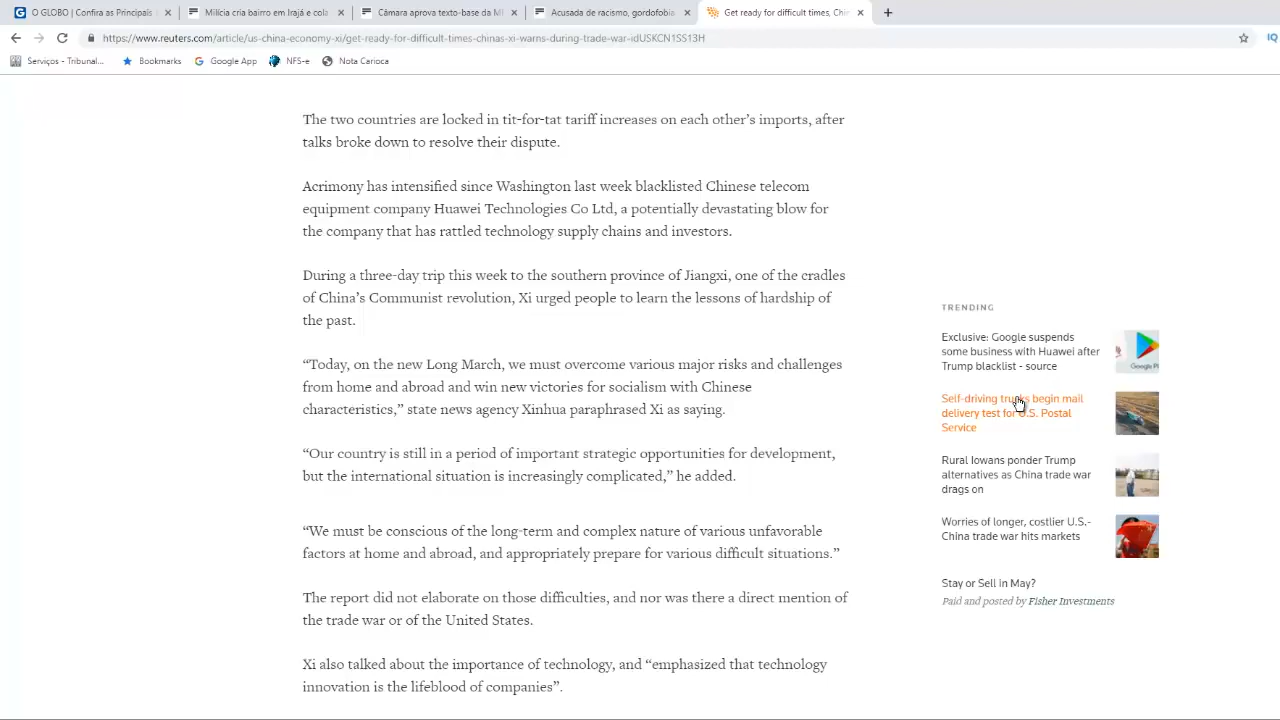 O GLOBO | Confira as Principais
Milícia cria bairro em Irajá e cola
Câmara aprova texto-base da M
Acusada de racismo, gordofobia
Get ready for difficult times, Chi
https://www.reuters.com/article/us-china-economy-xi/get-ready-for-difficult-times-chinas-xi-warns-during-trade-war-idUSKCN1SS13H
IQ
Serviços - Tribunal... Bookmarks Google App NFS-e Nota Carioca
The two countries are locked in tit-for-tat tariff increases on each other’s imports, after
talks broke down to resolve their dispute.
Acrimony has intensified since Washington last week blacklisted Chinese telecom
equipment company Huawei Technologies Co Ltd, a potentially devastating blow for
the company that has rattled technology supply chains and investors.
During a three-day trip this week to the southern province of Jiangxi, one of the cradles
of China’s Communist revolution, Xi urged people to learn the lessons of hardship of
the past.
“Today, on the new Long March, we must overcome various major risks and challenges
from home and abroad and win new victories for socialism with Chinese
characteristics,” state news agency Xinhua paraphrased Xi as saying.
“Our country is still in a period of important strategic opportunities for development,
but the international situation is increasingly complicated,” he added.
“We must be conscious of the long-term and complex nature of various unfavorable
factors at home and abroad, and appropriately prepare for various difficult situations.”
The report did not elaborate on those difficulties, and nor was there a direct mention of
the trade war or of the United States.
Xi also talked about the importance of technology, and “emphasized that technology
innovation is the lifeblood of companies”.
TRENDING
Exclusive: Google suspends
some business with Huawei after
Trump blacklist - source
Self-driving trucks begin mail
delivery test for U.S. Postal
Service
Rural Iowans ponder Trump
alternatives as China trade war
drags on
Worries of longer, costlier U.S.-
China trade war hits markets
Stay or Sell in May?
Paid and posted by Fisher Investments